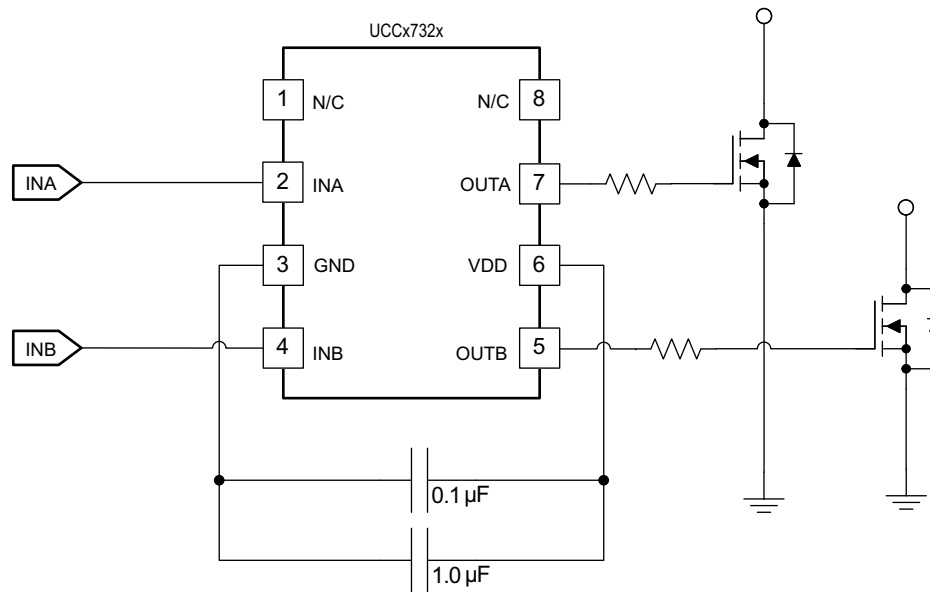 UCCx732x
1 N/C
N/C 8
INA
2 INA
OUTA 7
3 GND
VDD 6
INB
4 INB
OUTB 5
0.1 µF
1.0 µF